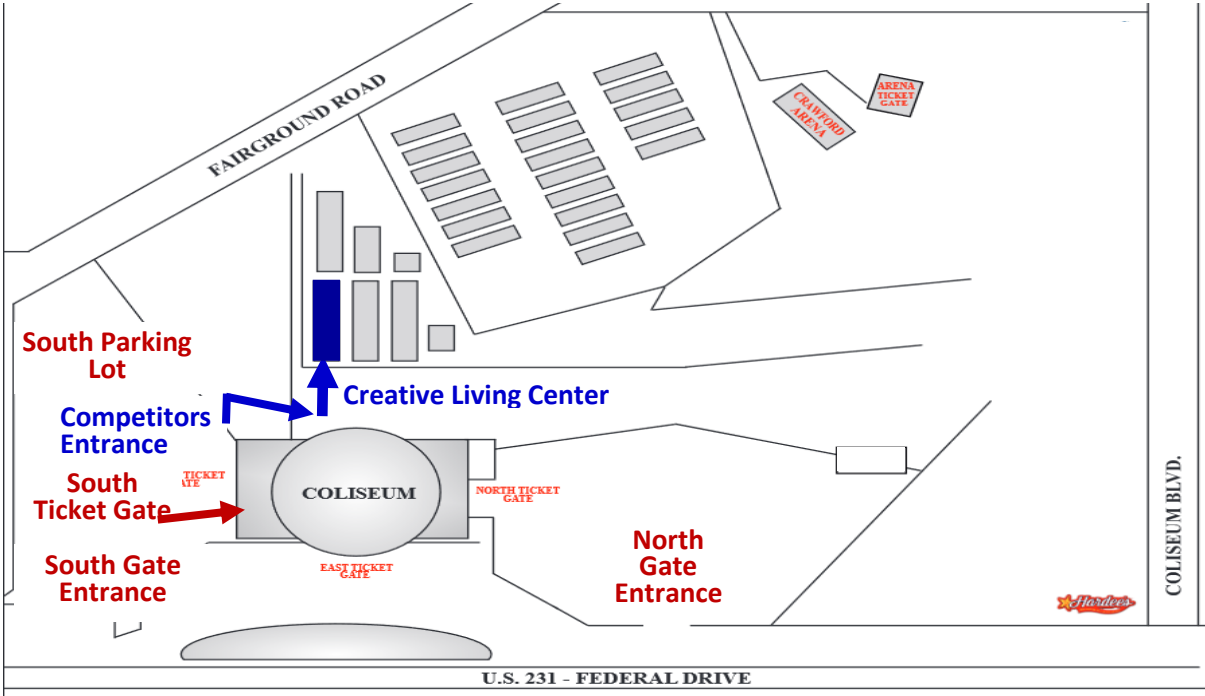 FAIRGROUND ROAD
CRAWFORD
ARENA
ARENA
TICKET
GATE
South Parking
Lot
Creative Living Center
Competitors
Entrance
TICKET
South
Ticket Gate
COLISEUM
NORTH TICKET
GATE
EAST TICKET
GATE
South Gate
Entrance
North
Gate
Entrance
Hardee's
COLISEUM BLVD.
U.S. 231 - FEDERAL DRIVE